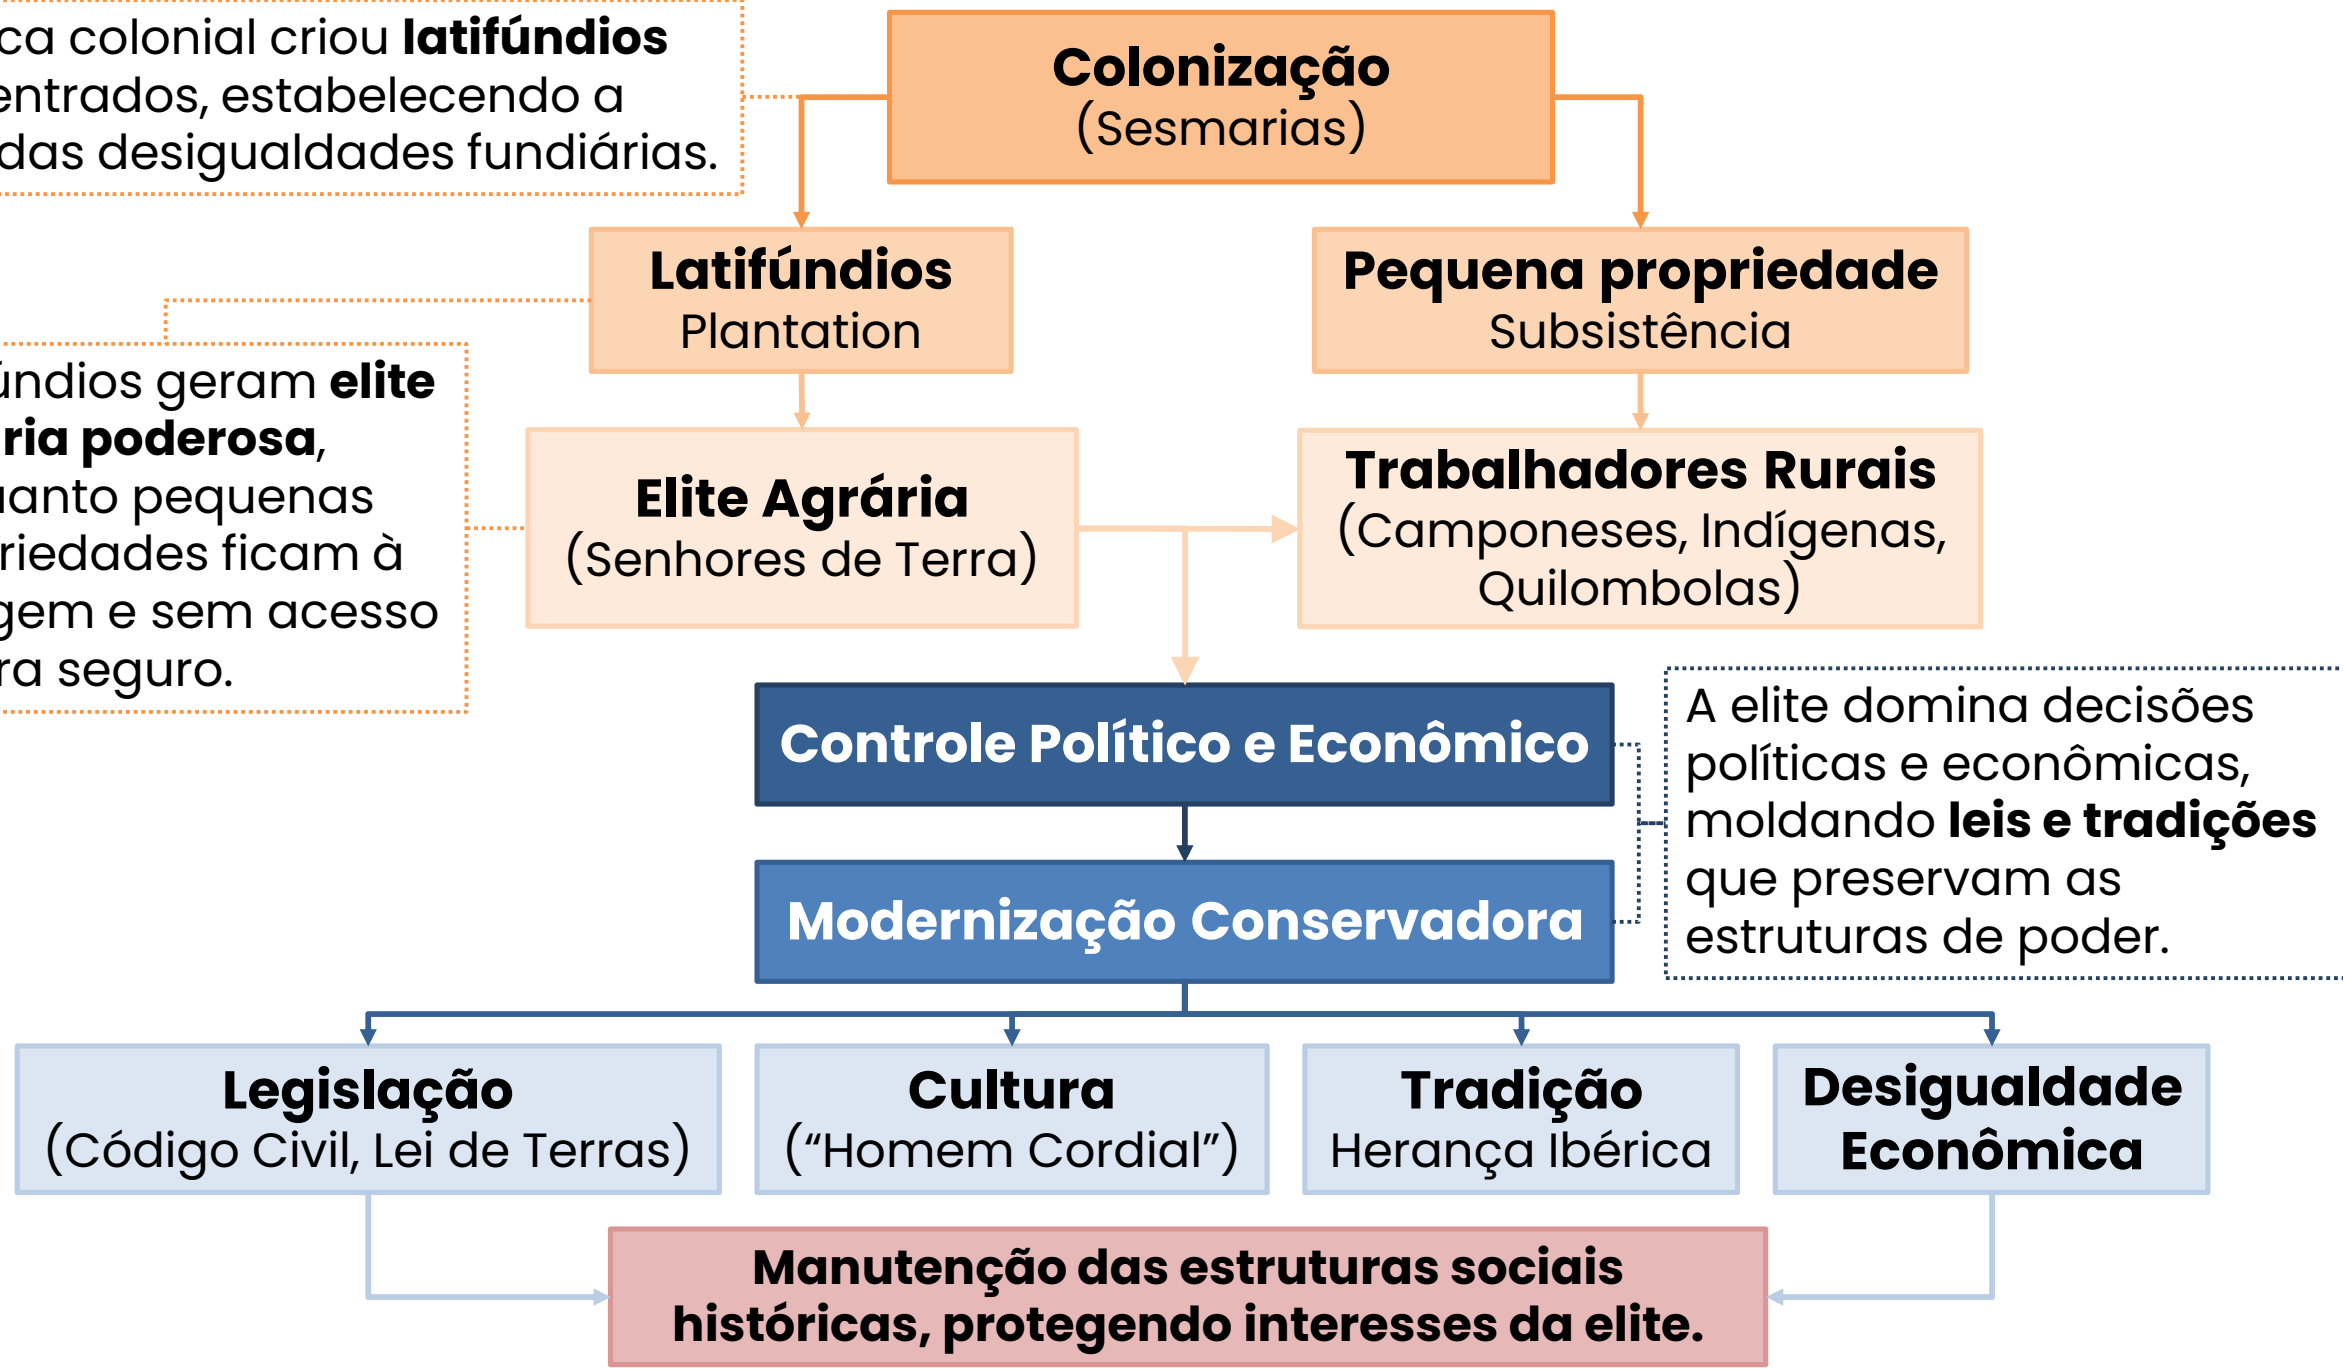 ca colonial criou latifúndios
entrados, estabelecendo a
das desigualdades fundiárias.
Colonização
(Sesmarias)
Latifúndios
Plantation
Pequena propriedade
Subsistência
úndios geram elite
ria poderosa,
uanto pequenas
riedades ficam à
gem e sem acesso
ra seguro.
Elite Agrária
(Senhores de Terra)
Trabalhadores Rurais
(Camponeses, Indígenas,
Quilombolas)
Controle Político e Econômico
Modernização Conservadora
A elite domina decisões
políticas e econômicas,
moldando leis e tradições
que preservam as
estruturas de poder.
Legislação
(Código Civil, Lei de Terras)
Cultura
(“Homem Cordial”)
Tradição
Herança Ibérica
Desigualdade
Econômica
Manutenção das estruturas sociais
históricas, protegendo interesses da elite.